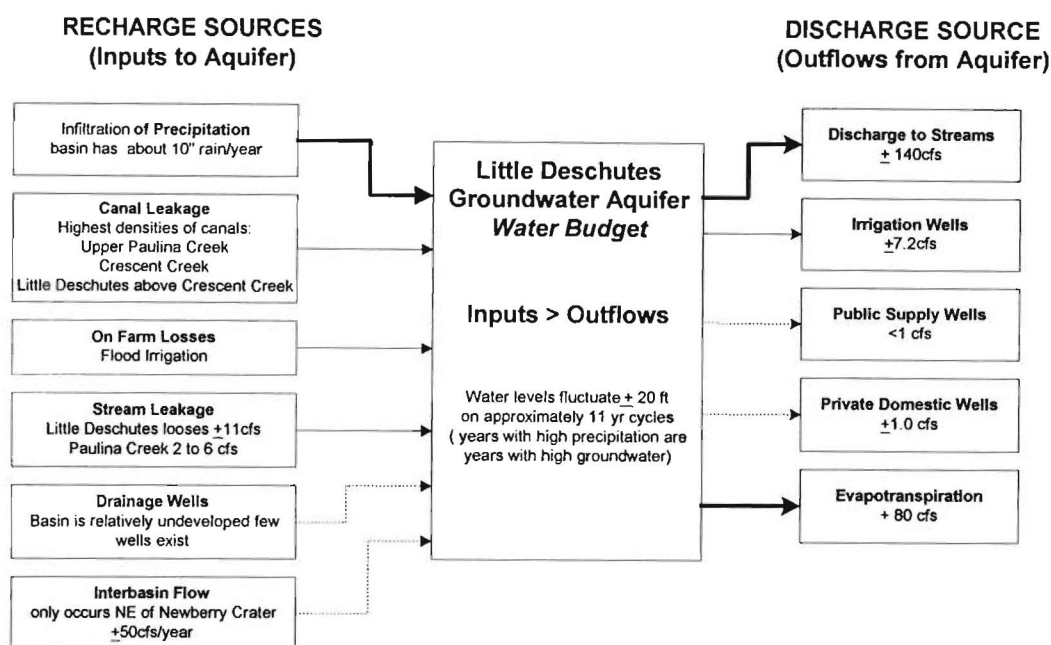 RECHARGE SOURCES
(Inputs to Aquifer)
Infiltration of Precipitation
basin has about 10" rain/year
Canal Leakage
Highest densities of canals:
Upper Paulina Creek
Crescent Creek
Little Deschutes above Crescent Creek
On Farm Losses
Flood Irrigation
Stream Leakage
Little Deschutes looses ±11cfs
Paulina Creek 2 to 6 cfs
Drainage Wells
Basin is relatively undeveloped few
wells exist
Interbasin Flow
only occurs NE of Newberry Crater
±50cfs/year
Little Deschutes
Groundwater Aquifer
Water Budget
Inputs > Outflows
Water levels fluctuate ± 20 ft
on approximately 11 yr cycles
( years with high precipitation are
years with high groundwater)
DISCHARGE SOURCE
(Outflows from Aquifer)
Discharge to Streams
± 140cfs
Irrigation Wells
±7.2cfs
Public Supply Wells
<1 cfs
Private Domestic Wells
±1.0 cfs
Evapotranspiration
+ 80 cfs